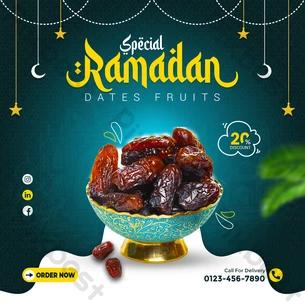 Special
Ramadan
DATES FRUITS
20%
DISCOUNT
ORDER NOW
Call For Delivery
0123-456-7890